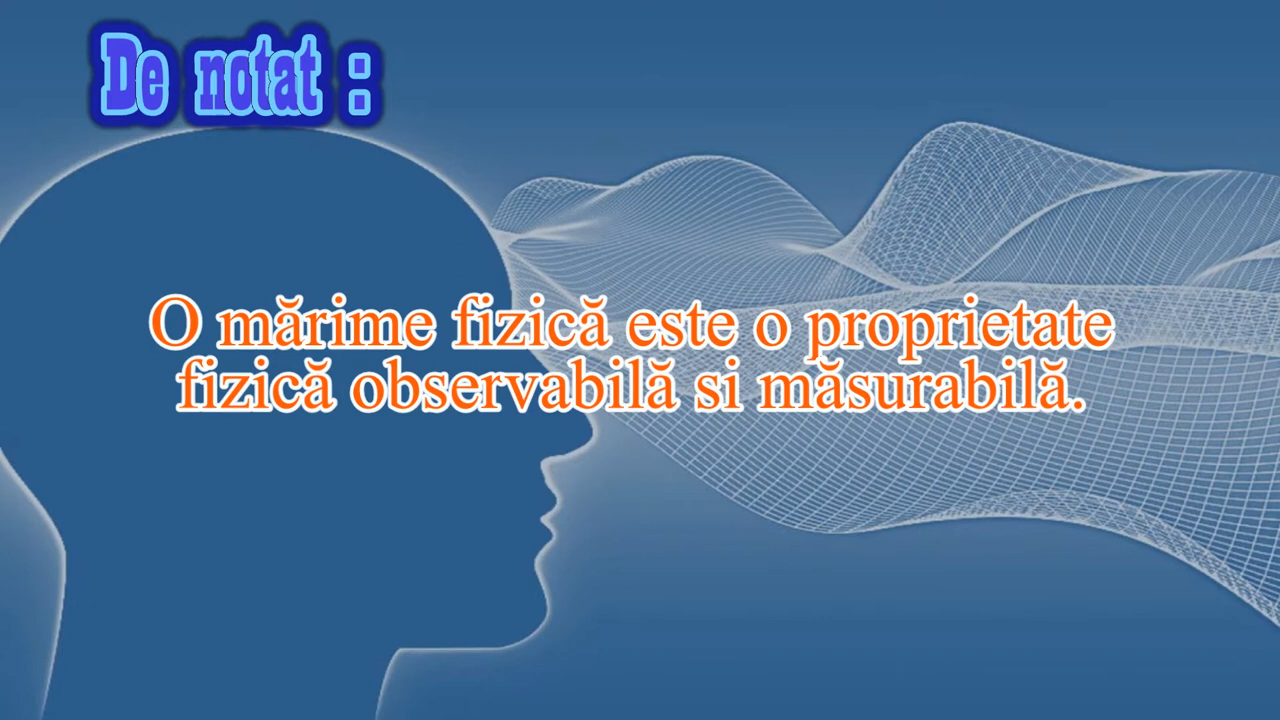 De notat :
O mărime fizică este o proprietate
fizică observabilă si măsurabilă.